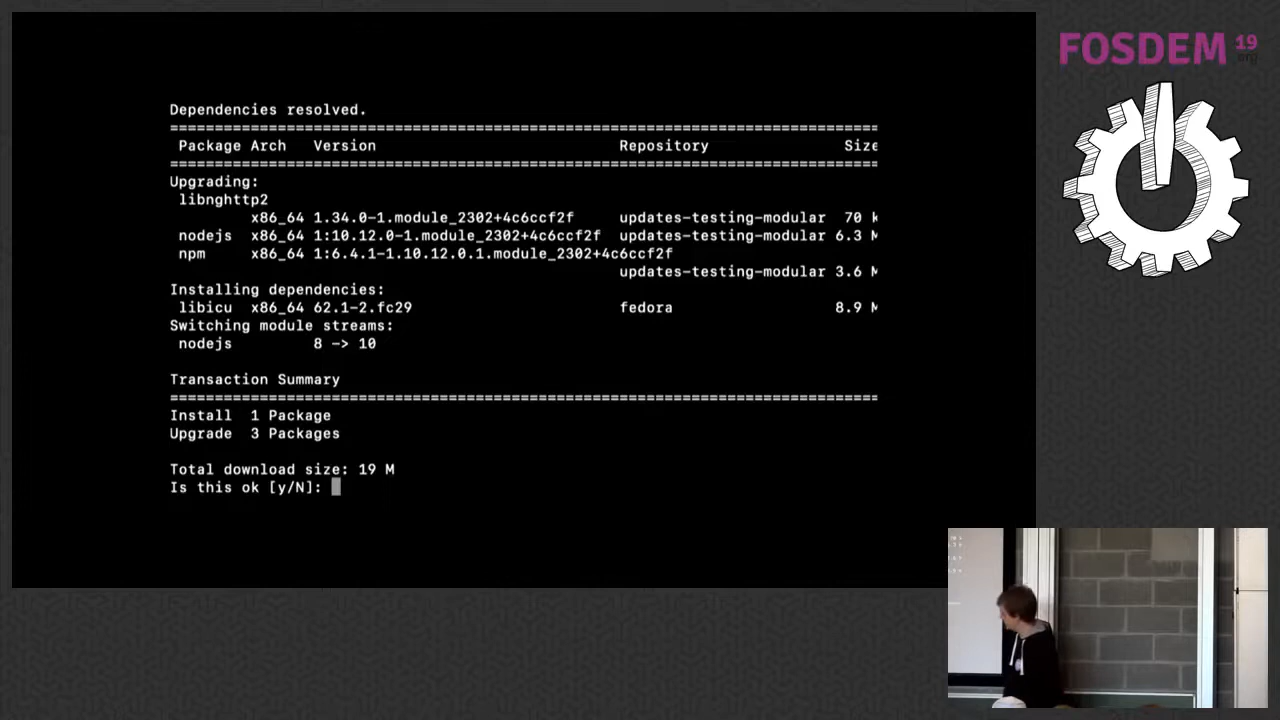 Dependencies resolved.
================================================================================
Package Arch Version Repository Size
================================================================================
Upgrading:
libnghttp2
x86_64 1.34.0-1.module_2302+4c6ccf2f updates-testing-modular 70 k
nodejs x86_64 1:10.12.0-1.module_2302+4c6ccf2f updates-testing-modular 6.3 M
npm x86_64 1:6.4.1-1.10.12.0.1.module_2302+4c6ccf2f
updates-testing-modular 3.6 M
Installing dependencies:
libicu x86_64 62.1-2.fc29 fedora 8.9 M
Switching module streams:
nodejs 8 -> 10
Transaction Summary
================================================================================
Install 1 Package
Upgrade 3 Packages
Total download size: 19 M
Is this ok [y/N]:
FOSDEM 19
.org